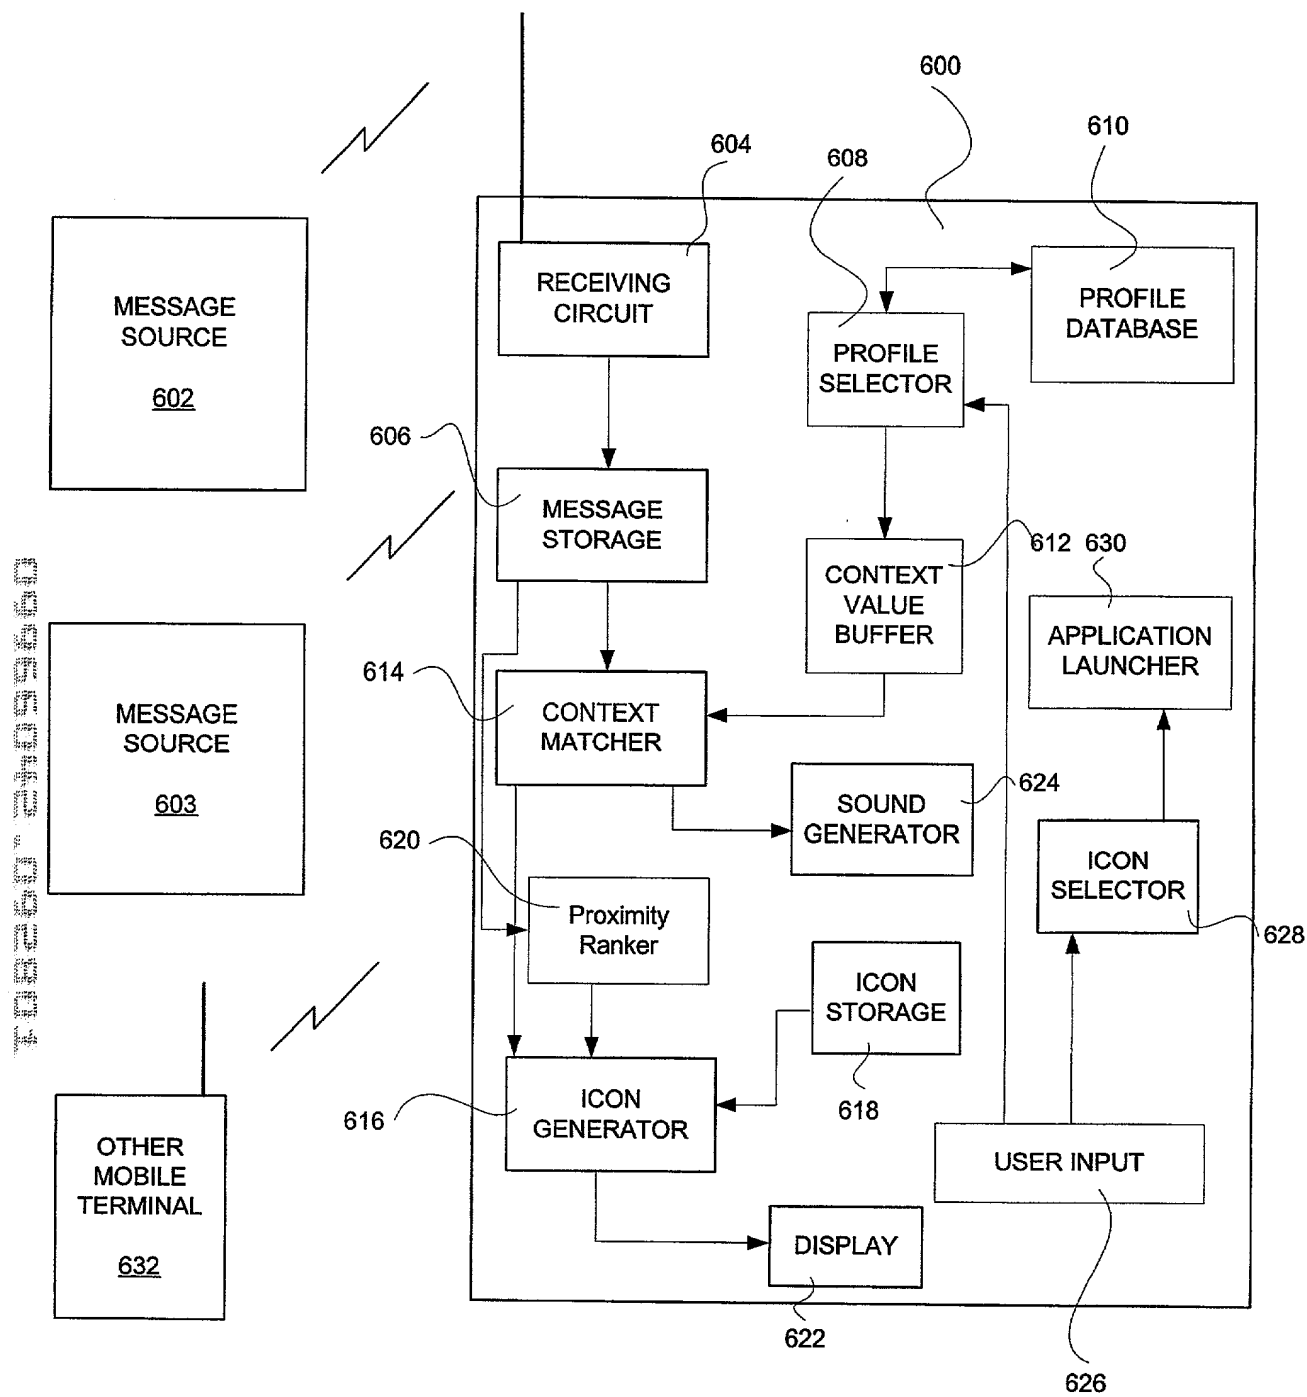 600
610
604
608
RECEIVING
CIRCUIT
PROFILE
DATABASE
MESSAGE
SOURCE
602
PROFILE
SELECTOR
606
MESSAGE
STORAGE
612
630
CONTEXT
VALUE
BUFFER
APPLICATION
LAUNCHER
614
CONTEXT
MATCHER
MESSAGE
SOURCE
603
624
SOUND
GENERATOR
620
ICON
SELECTOR
628
Proximity
Ranker
ICON
STORAGE
618
616
ICON
GENERATOR
OTHER
MOBILE
TERMINAL
632
USER INPUT
DISPLAY
622
626